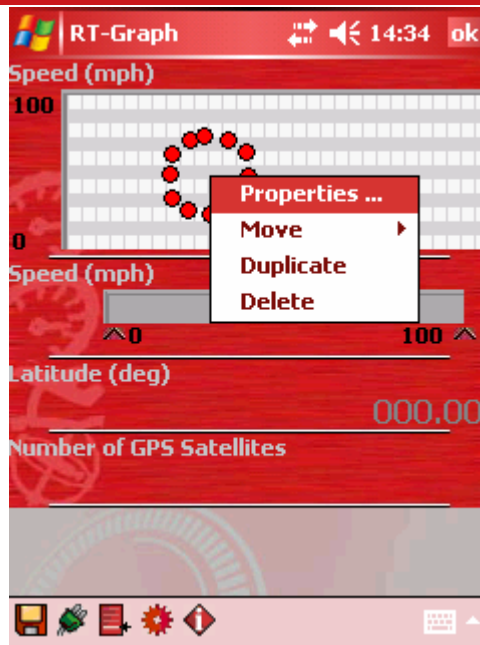 RT-Graph 14:34 ok
Speed (mph)
100
0
Properties ...
Move
Duplicate
Delete
Speed (mph)
0 100
Latitude (deg)
000.00
Number of GPS Satellites